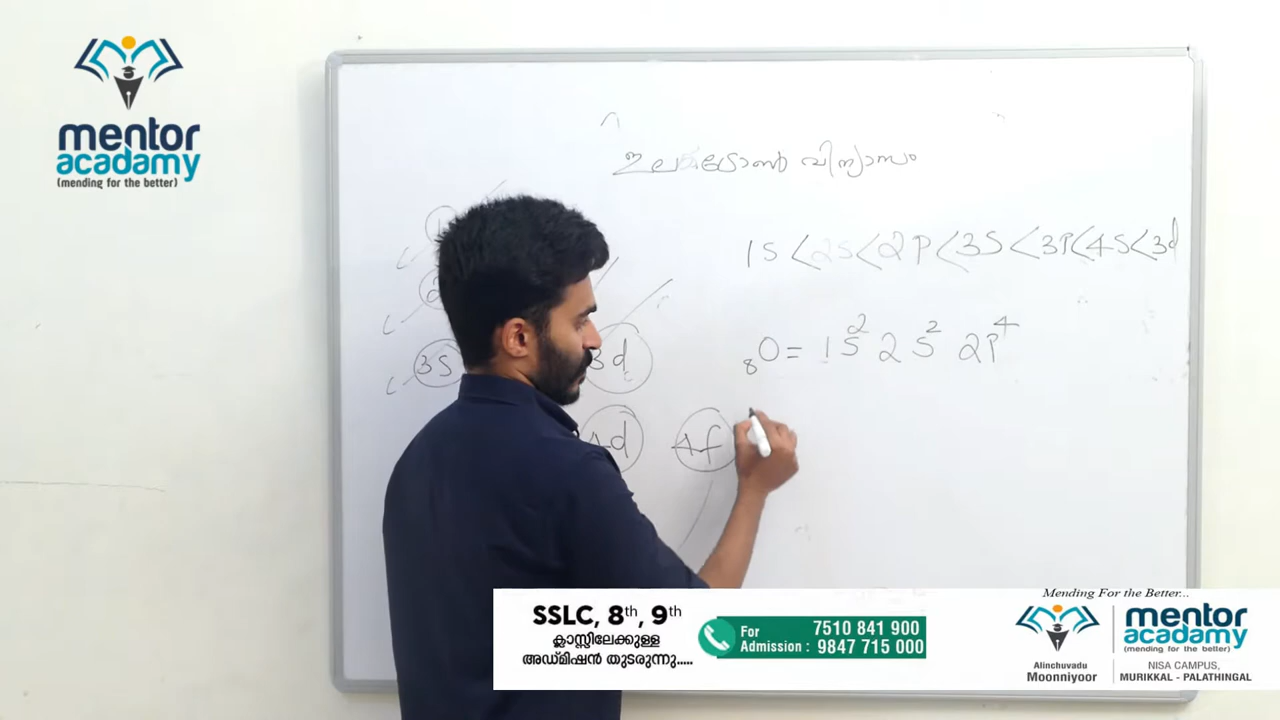 mentor
acadamy
(mending for the better)
ഇലക്ട്രോൺ വിന്യാസം
1S < 2S < 2P < 3S < 3P < 4S < 3d
₈O = 1S² 2S² 2P⁴
3S 3d
4d 4f
SSLC, 8th, 9th
ക്ലാസ്സിലേക്കുള്ള
അഡ്മിഷൻ തുടരുന്നു.....
For
Admission :
7510 841 900
9847 715 000
Mending For the Better...
mentor
acadamy
(mending for the better)
Alinchuvadu
Moonniyoor
NISA CAMPUS,
MURIKKAL - PALATHINGAL